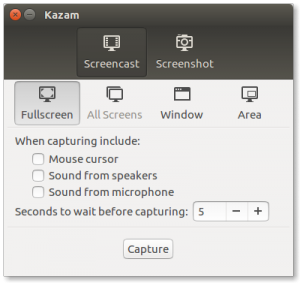 Kazam
Screencast Screenshot
Fullscreen All Screens Window Area
When capturing include:
Mouse cursor
Sound from speakers
Sound from microphone
Seconds to wait before capturing: 5
Capture